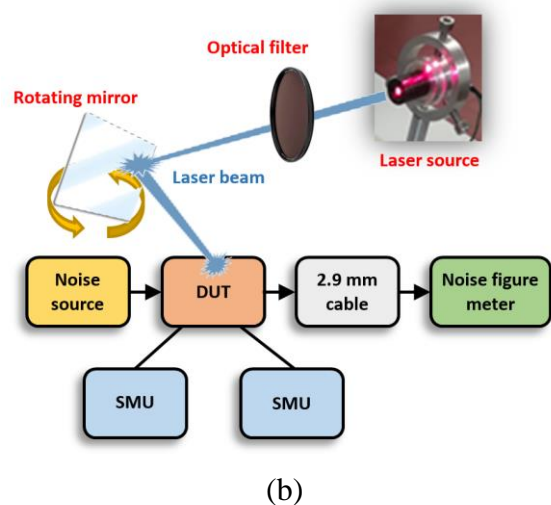 Optical filter
Rotating mirror
Laser source
Laser beam
Noise
source
DUT
2.9 mm
cable
Noise figure
meter
SMU
SMU
(b)